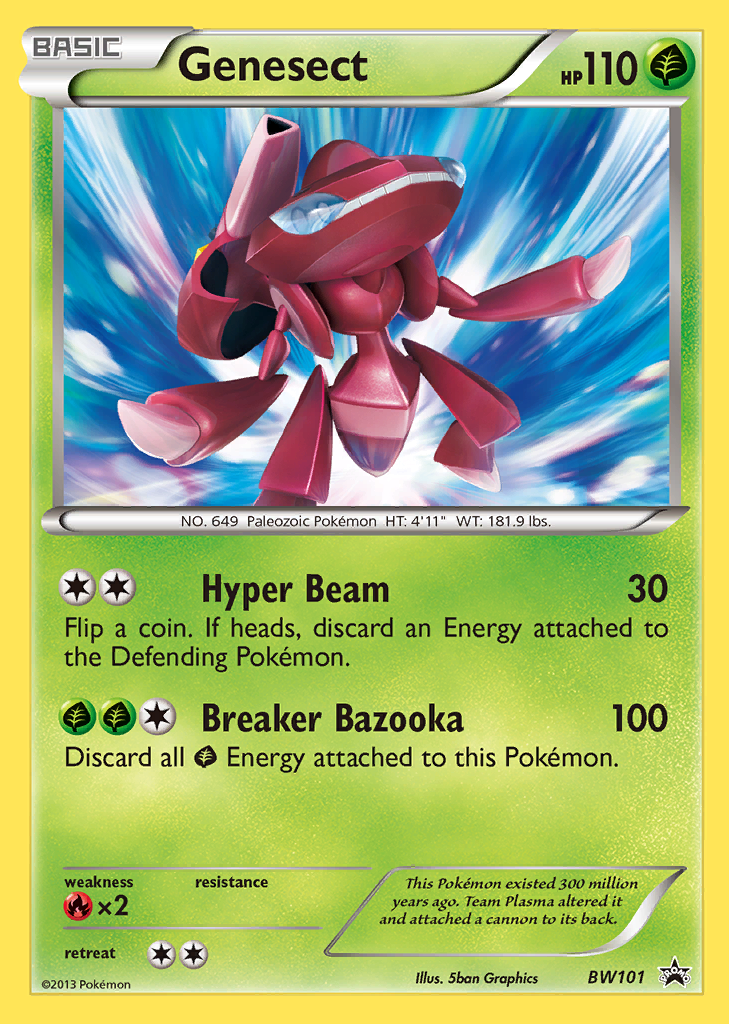 BASIC
Genesect
HP110
NO. 649 Paleozoic Pokémon HT: 4'11" WT: 181.9 lbs.
Hyper Beam 30
Flip a coin. If heads, discard an Energy attached to
the Defending Pokémon.
Breaker Bazooka 100
Discard all Energy attached to this Pokémon.
weakness resistance
×2
This Pokémon existed 300 million
years ago. Team Plasma altered it
and attached a cannon to its back.
retreat
©2013 Pokémon
Illus. 5ban Graphics BW101 PROMO